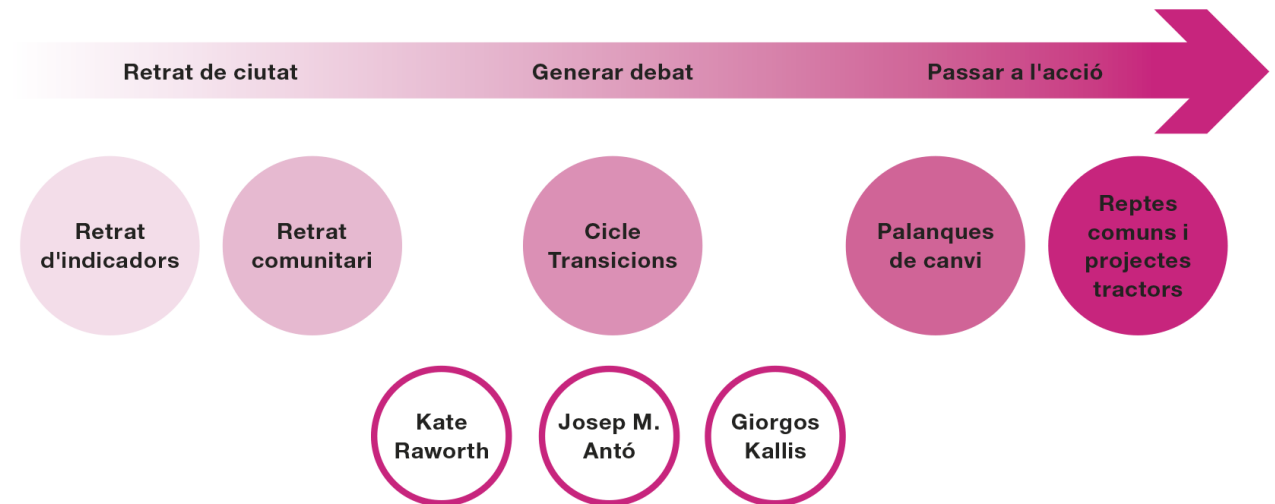 Retrat de ciutat
Generar debat
Passar a l'acció
Retrat
d'indicadors
Retrat
comunitari
Cicle
Transicions
Palanques
de canvi
Reptes
comuns i
projectes
tractors
Kate
Raworth
Josep M.
Antó
Giorgos
Kallis